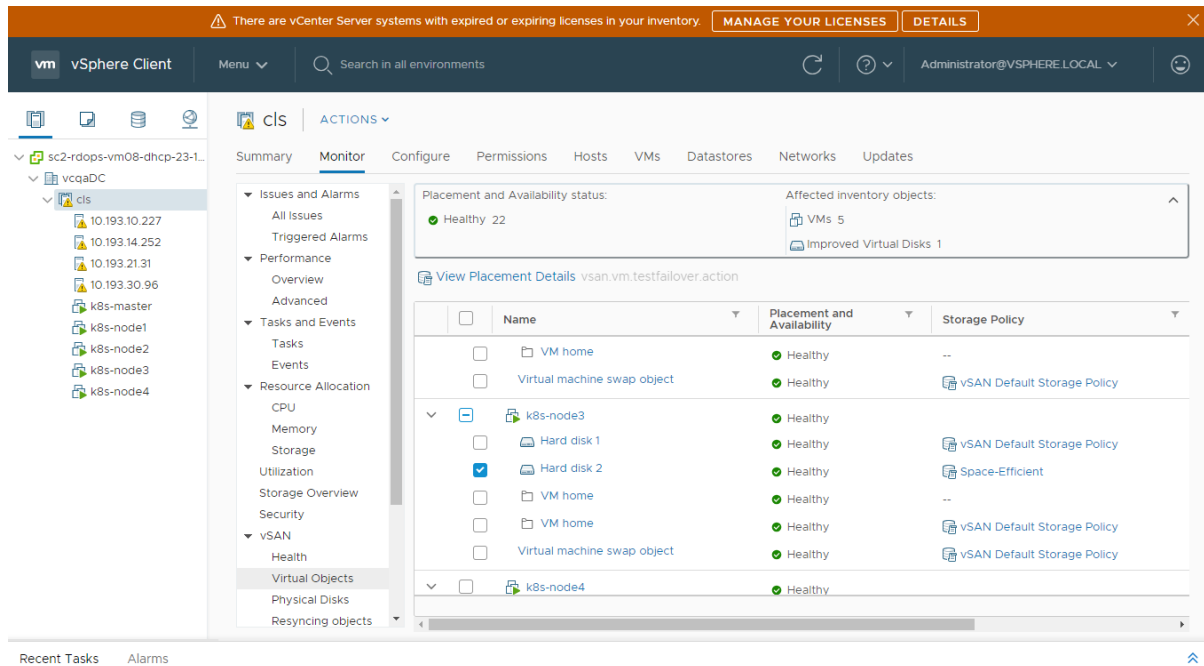 There are vCenter Server systems with expired or expiring licenses in your inventory. MANAGE YOUR LICENSES DETAILS
vm vSphere Client Menu Search in all environments Administrator@VSPHERE.LOCAL
cls ACTIONS
Summary Monitor Configure Permissions Hosts VMs Datastores Networks Updates
sc2-rdops-vm08-dhcp-23-1...
vcqaDC
cls
10.193.10.227
10.193.14.252
10.193.21.31
10.193.30.96
k8s-master
k8s-node1
k8s-node2
k8s-node3
k8s-node4
Issues and Alarms
All Issues
Triggered Alarms
Performance
Overview
Advanced
Tasks and Events
Tasks
Events
Resource Allocation
CPU
Memory
Storage
Utilization
Storage Overview
Security
vSAN
Health
Virtual Objects
Physical Disks
Resyncing objects
Placement and Availability status: Affected inventory objects:
Healthy 22 VMs 5
Improved Virtual Disks 1
View Placement Details vsan.vm.testfailover.action
Name Placement and Availability Storage Policy
VM home Healthy --
Virtual machine swap object Healthy vSAN Default Storage Policy
k8s-node3 Healthy
Hard disk 1 Healthy vSAN Default Storage Policy
Hard disk 2 Healthy Space-Efficient
VM home Healthy --
VM home Healthy vSAN Default Storage Policy
Virtual machine swap object Healthy vSAN Default Storage Policy
k8s-node4 Healthy
Recent Tasks Alarms